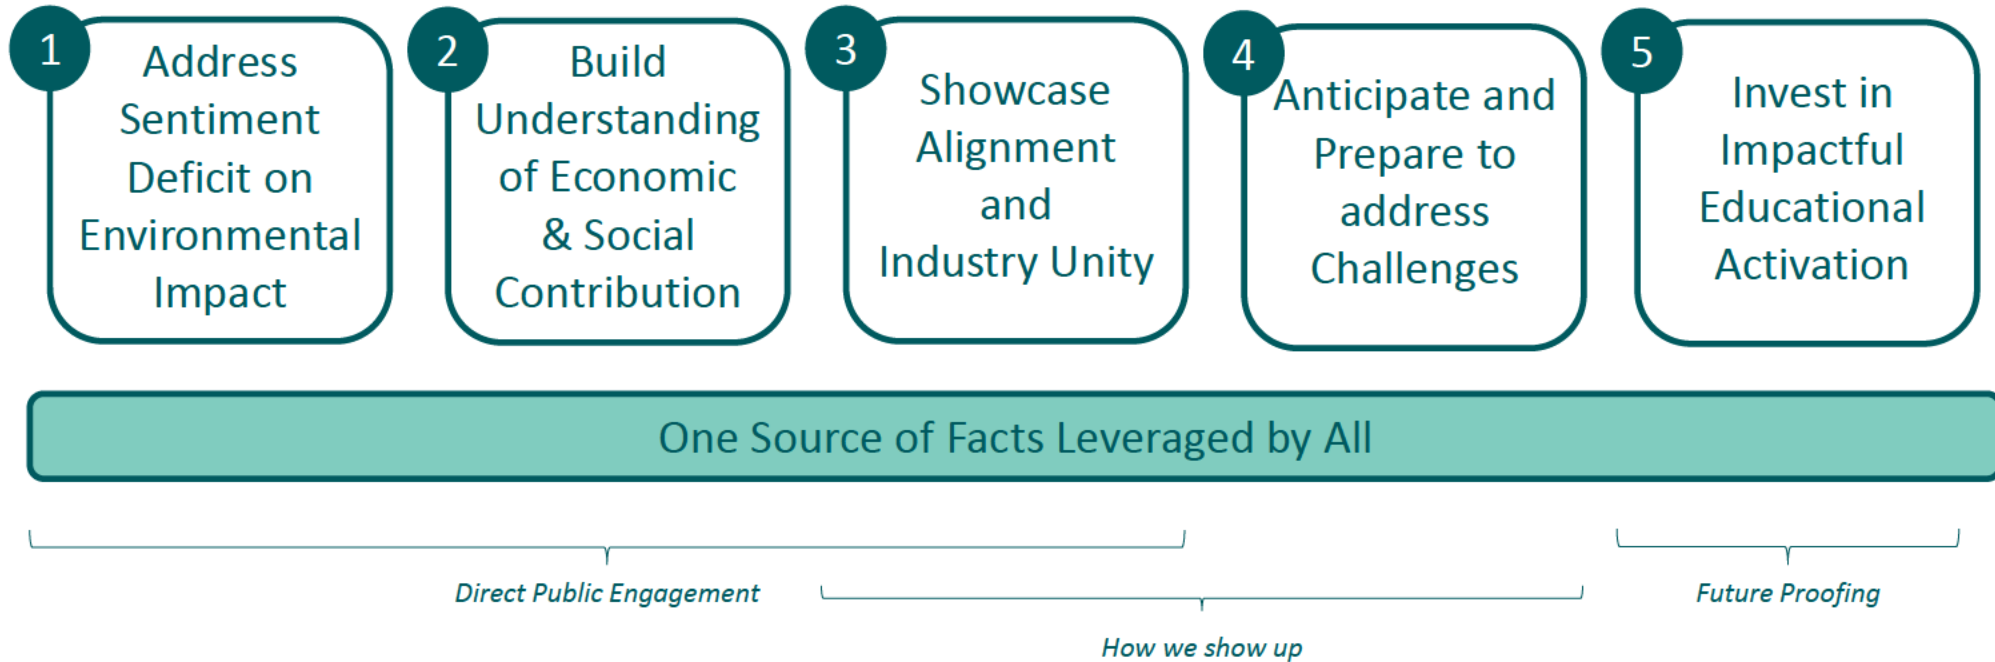 1
Address
Sentiment
Deficit on
Environmental
Impact
2
Build
Understanding
of Economic
& Social
Contribution
3
Showcase
Alignment
and
Industry Unity
4
Anticipate and
Prepare to
address
Challenges
5
Invest in
Impactful
Educational
Activation
One Source of Facts Leveraged by All
Direct Public Engagement
How we show up
Future Proofing